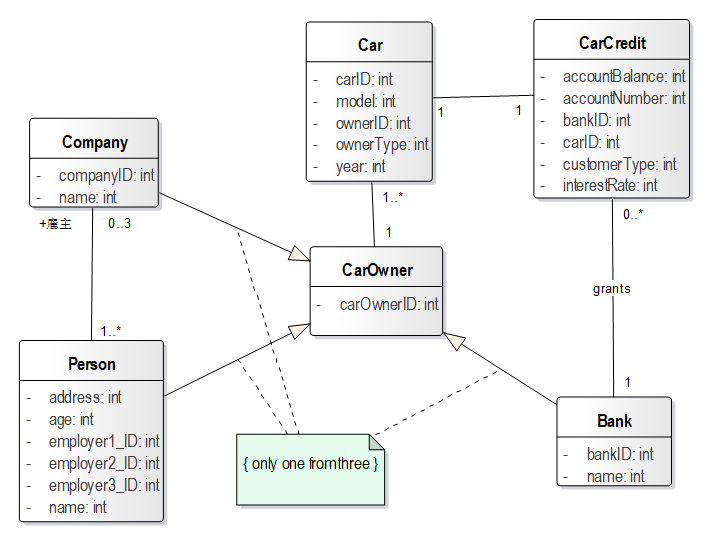 Car
- carID: int
- model: int
- ownerID: int
- ownerType: int
- year: int
CarCredit
- accountBalance: int
- accountNumber: int
- bankID: int
- carID: int
- customerType: int
- interestRate: int
1
1
Company
- companyID: int
- name: int
+雇主
0..3
1..*
1
0..*
CarOwner
- carOwnerID: int
grants
1..*
1
Person
- address: int
- age: int
- employer1_ID: int
- employer2_ID: int
- employer3_ID: int
- name: int
{ only one fromthree }
Bank
- bankID: int
- name: int